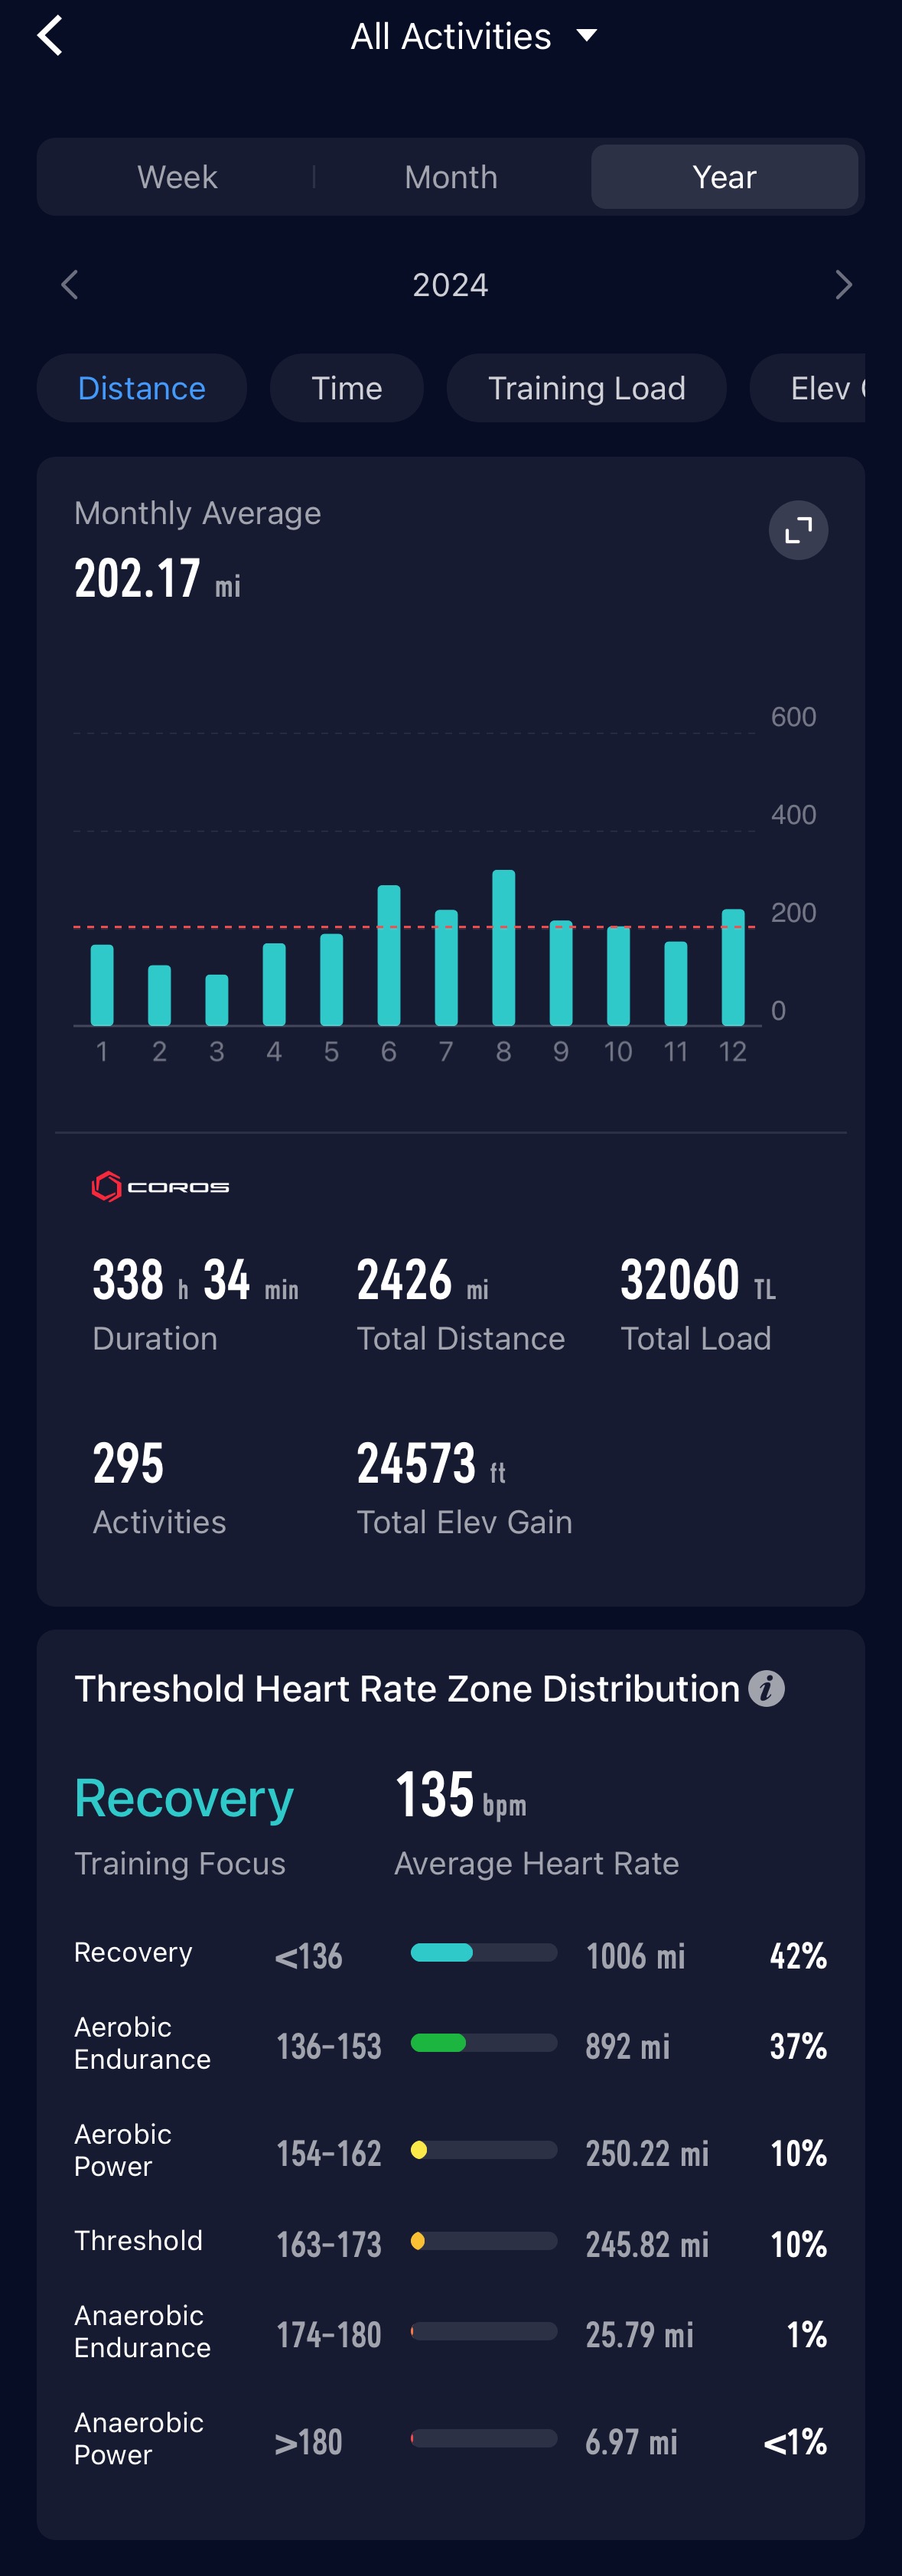 All Activities
Week Month Year
2024
Distance Time Training Load Elev
Monthly Average
202.17 mi
600
400
200
0
1 2 3 4 5 6 7 8 9 10 11 12
COROS
338 h 34 min 2426 mi 32060 TL
Duration Total Distance Total Load
295 24573 ft
Activities Total Elev Gain
Threshold Heart Rate Zone Distribution i
Recovery 135 bpm
Training Focus Average Heart Rate
Recovery <136 1006 mi 42%
Aerobic
Endurance 136-153 892 mi 37%
Aerobic
Power 154-162 250.22 mi 10%
Threshold 163-173 245.82 mi 10%
Anaerobic
Endurance 174-180 25.79 mi 1%
Anaerobic
Power >180 6.97 mi <1%